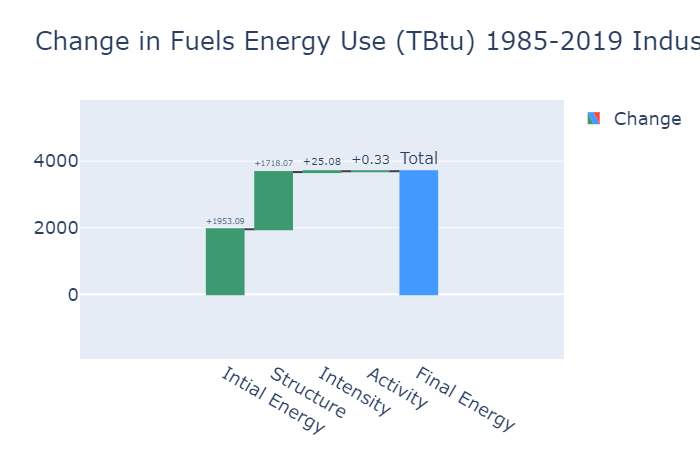 Change in Fuels Energy Use (TBtu) 1985-2019 Indus
Change
4000
2000
0
+1953.09
+1718.07
+25.08
+0.33
Total
Intial Energy
Structure
Intensity
Activity
Final Energy